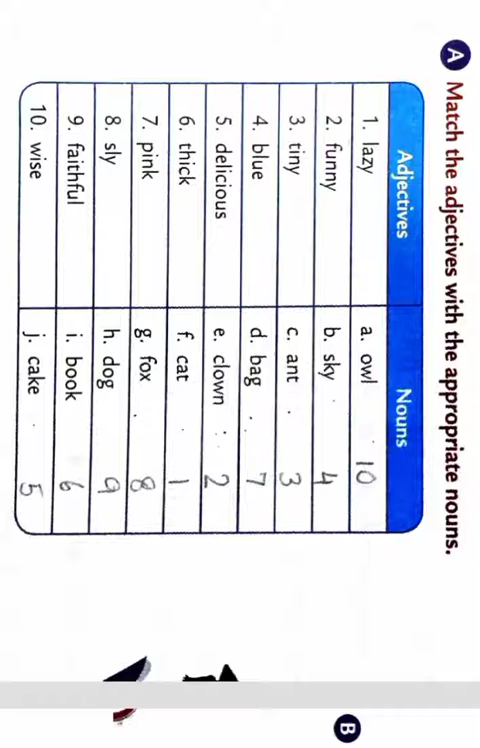 A Match the adjectives with the appropriate nouns.
Adjectives Nouns
1. lazy a. owl 10
2. funny b. sky 4
3. tiny c. ant 3
4. blue d. bag 7
5. delicious e. clown 2
6. thick f. cat 1
7. pink g. fox 8
8. sly h. dog 9
9. faithful i. book 6
10. wise j. cake 5
B